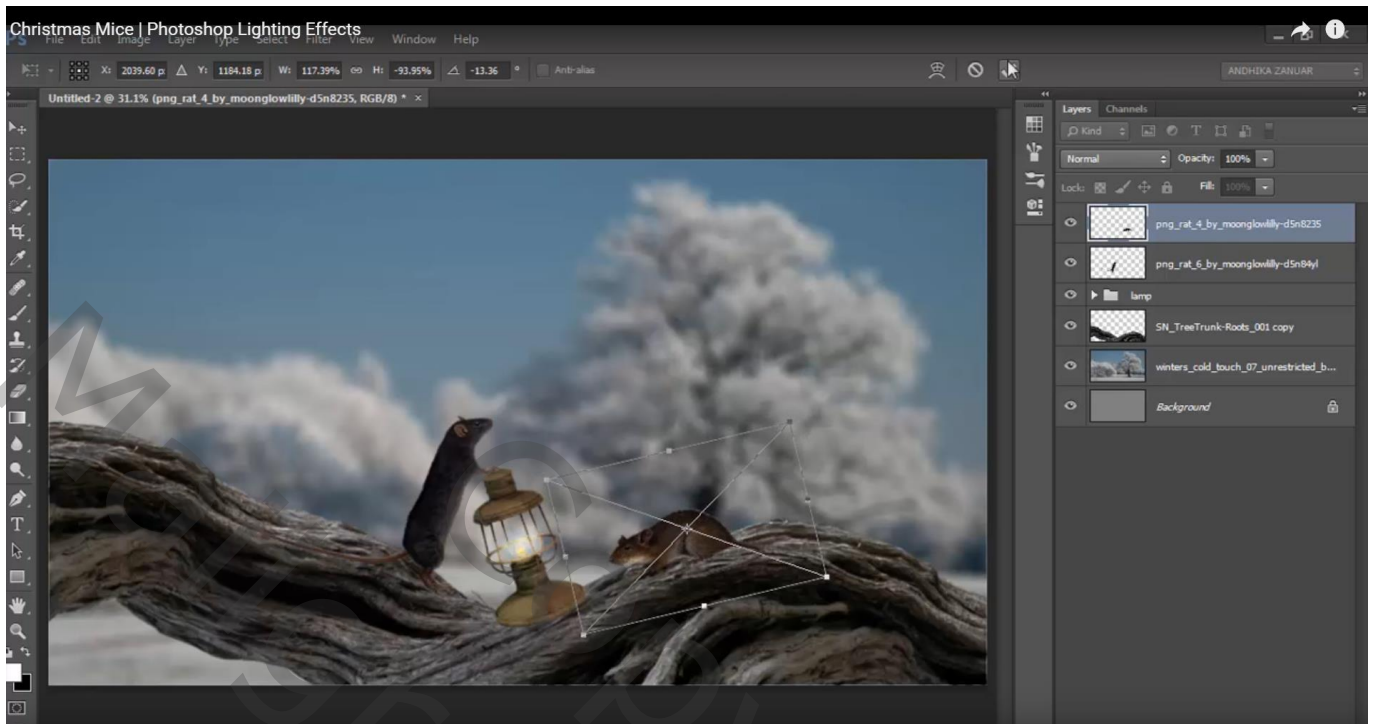 Christmas Mice | Photoshop Lighting Effects
PS File Edit Image Layer Type Select Filter View Window Help
X: 2039.60 p Y: 1184.18 p W: 117.39% H: -93.95% -13.36 ° Anti-alias
ANDHIKA ZANUAR
Untitled-2 @ 31.1% (png_rat_4_by_moonglowlilly-d5n8235, RGB/8) * ×
Layers Channels
Kind
Normal Opacity: 100%
Lock: Fill: 100%
png_rat_4_by_moonglowlilly-d5n8235
png_rat_6_by_moonglowlilly-d5n84yl
lamp
SN_TreeTrunk-Roots_001 copy
winters_cold_touch_07_unrestricted_b...
Background